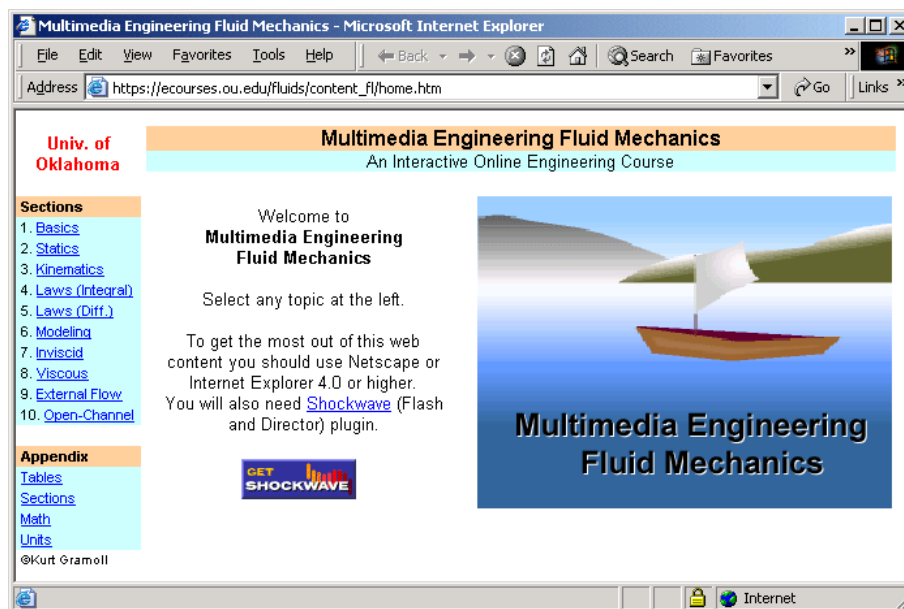 Multimedia Engineering Fluid Mechanics - Microsoft Internet Explorer
File Edit View Favorites Tools Help Back Search Favorites »
Address https://ecourses.ou.edu/fluids/content_fl/home.htm Go Links »
Univ. of
Oklahoma
Multimedia Engineering Fluid Mechanics
An Interactive Online Engineering Course
Sections
1. Basics
2. Statics
3. Kinematics
4. Laws (Integral)
5. Laws (Diff.)
6. Modeling
7. Inviscid
8. Viscous
9. External Flow
10. Open-Channel
Appendix
Tables
Sections
Math
Units
©Kurt Gramoll
Welcome to
Multimedia Engineering
Fluid Mechanics
Select any topic at the left.
To get the most out of this web
content you should use Netscape or
Internet Explorer 4.0 or higher.
You will also need Shockwave (Flash
and Director) plugin.
GET
SHOCKWAVE
Multimedia Engineering
Fluid Mechanics
Internet